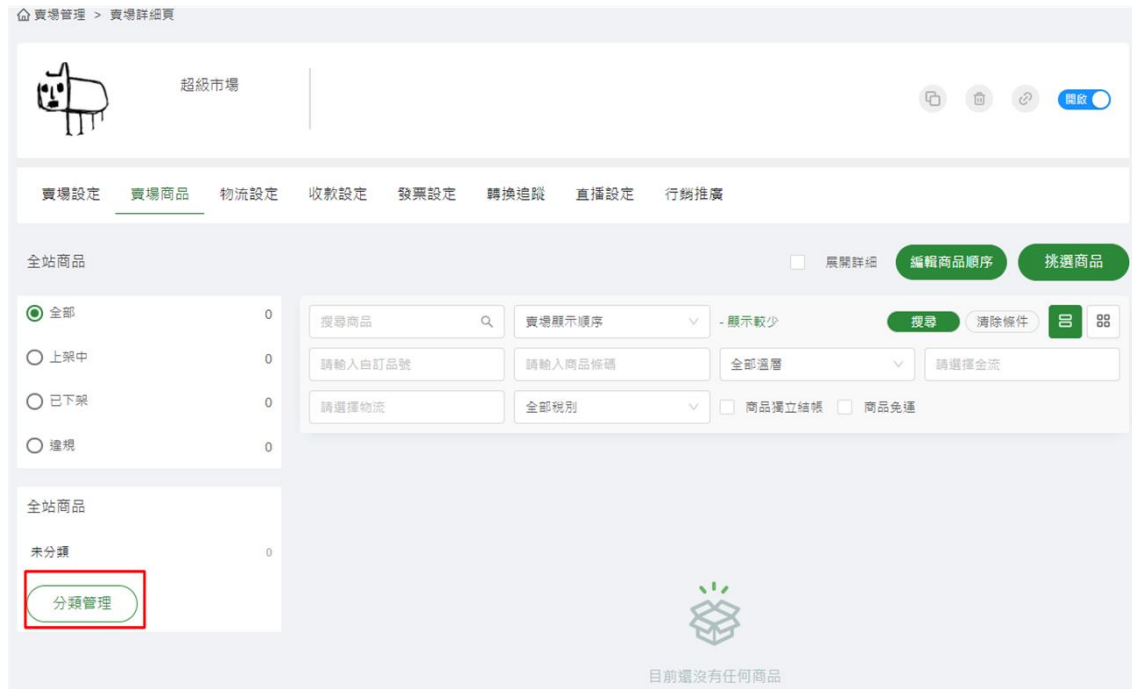 賣場管理 > 賣場詳細頁
超級市場
開啟
賣場設定 賣場商品 物流設定 收款設定 發票設定 轉換追蹤 直播設定 行銷推廣
全站商品
展開詳細 編輯商品順序 挑選商品
全部 0
上架中 0
已下架 0
違規 0
搜尋商品 賣場顯示順序 - 顯示較少 搜尋 清除條件
請輸入自訂品號 請輸入商品條碼 全部溫層 請選擇金流
請選擇物流 全部稅別 商品獨立結帳 商品免運
全站商品
未分類 0
分類管理
目前還沒有任何商品